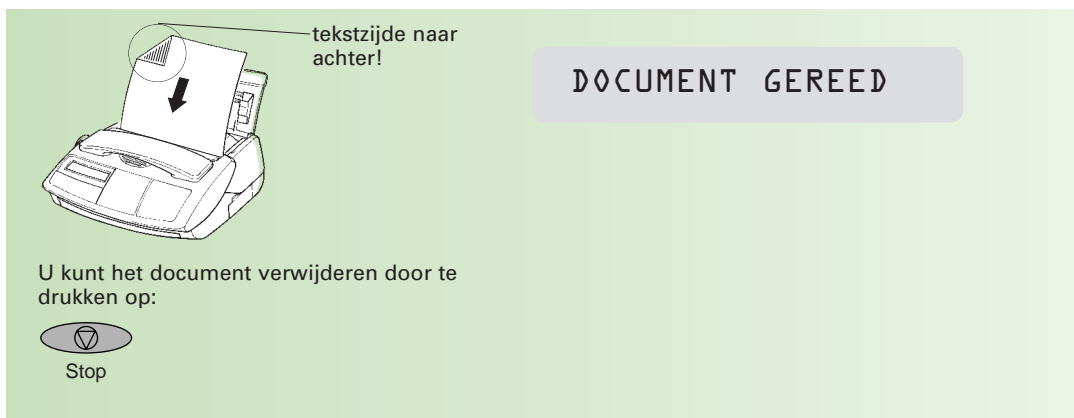 tekstzijde naar
achter!
DOCUMENT GEREED
U kunt het document verwijderen door te
drukken op:
Stop